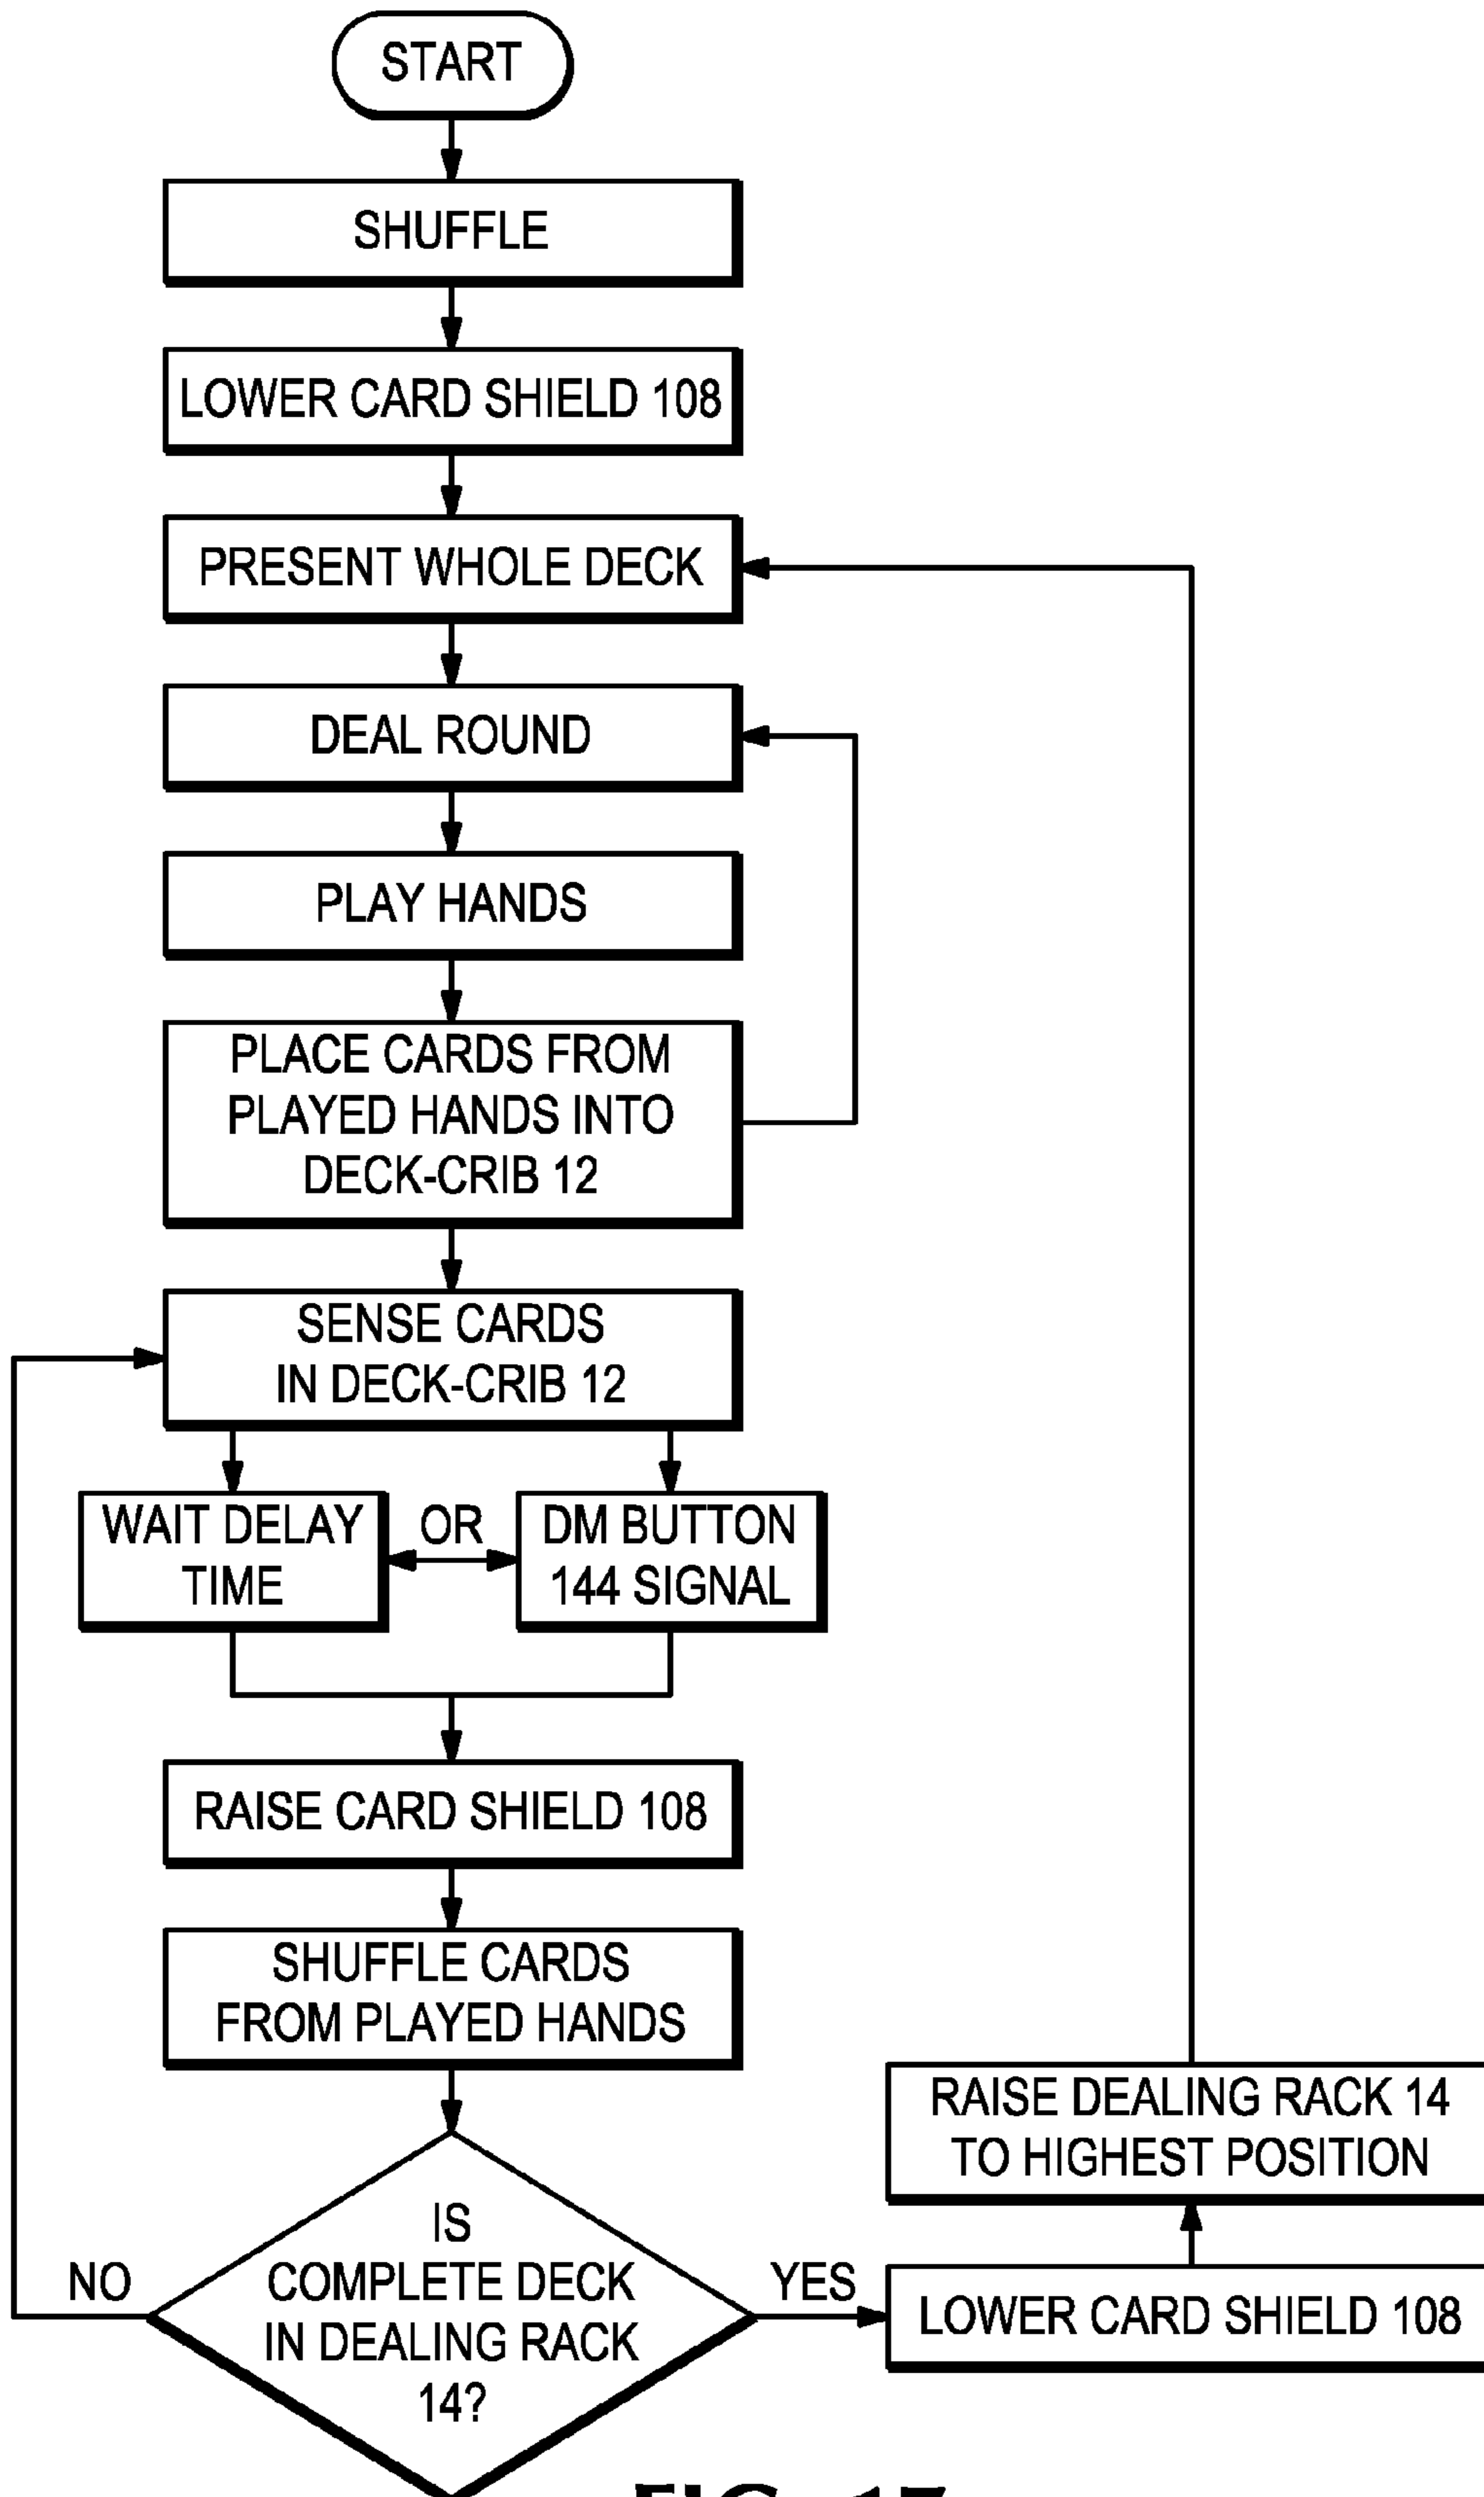 START
SHUFFLE
LOWER CARD SHIELD 108
PRESENT WHOLE DECK
DEAL ROUND
PLAY HANDS
PLACE CARDS FROM
PLAYED HANDS INTO
DECK-CRIB 12
SENSE CARDS
IN DECK-CRIB 12
WAIT DELAY
TIME
OR
DM BUTTON
144 SIGNAL
RAISE CARD SHIELD 108
SHUFFLE CARDS
FROM PLAYED HANDS
IS
COMPLETE DECK
IN DEALING RACK
14?
NO
YES
LOWER CARD SHIELD 108
RAISE DEALING RACK 14
TO HIGHEST POSITION